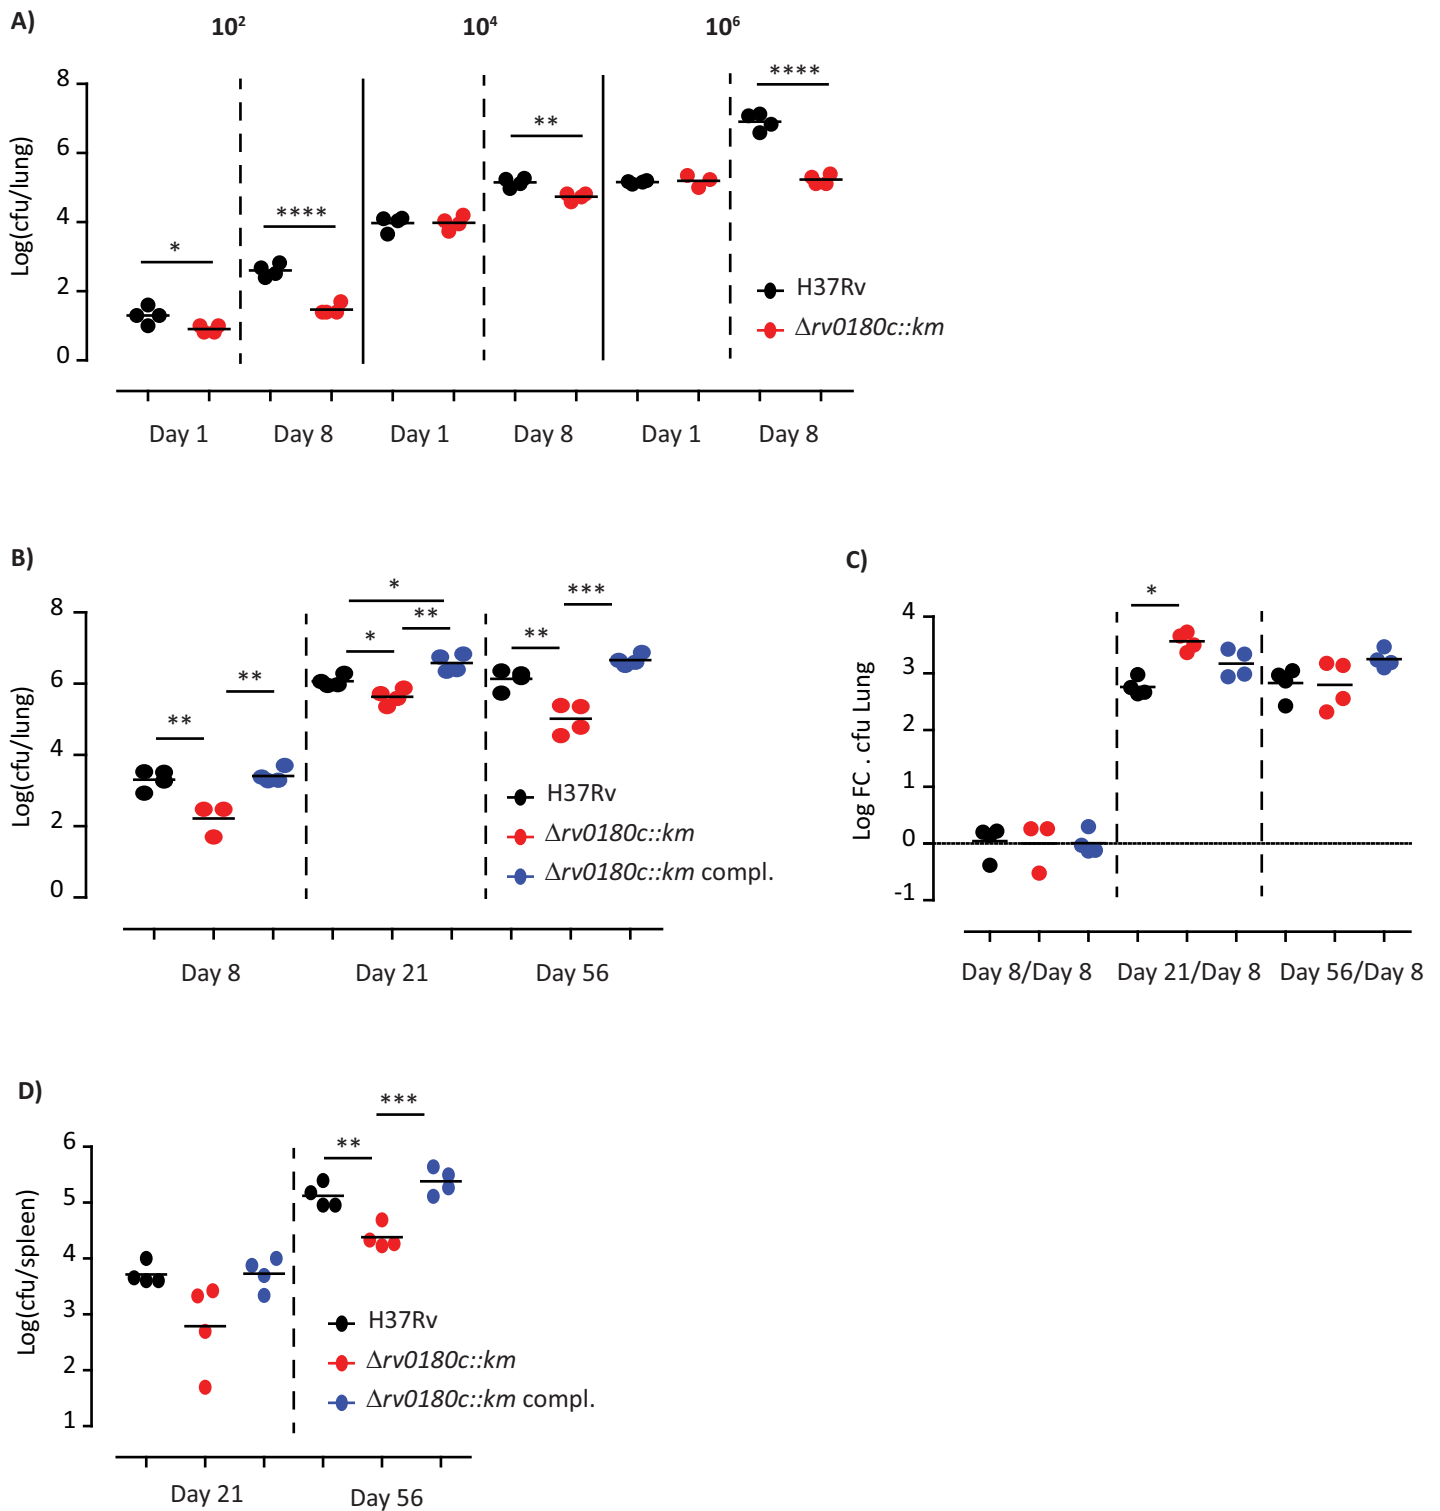 A)
10² 10⁴ 10⁶
Log(cfu/lung)
8
6
4
2
0
* **** ** ****
H37Rv
Δrv0180c::km
Day 1 Day 8 Day 1 Day 8 Day 1 Day 8
B)
Log(cfu/lung)
8
6
4
2
0
** ** * * ** ** ***
H37Rv
Δrv0180c::km
Δrv0180c::km compl.
Day 8 Day 21 Day 56
C)
Log FC . cfu Lung
4
3
2
1
0
-1
*
Day 8/Day 8 Day 21/Day 8 Day 56/Day 8
D)
Log(cfu/spleen)
6
5
4
3
2
1
** ***
H37Rv
Δrv0180c::km
Δrv0180c::km compl.
Day 21 Day 56